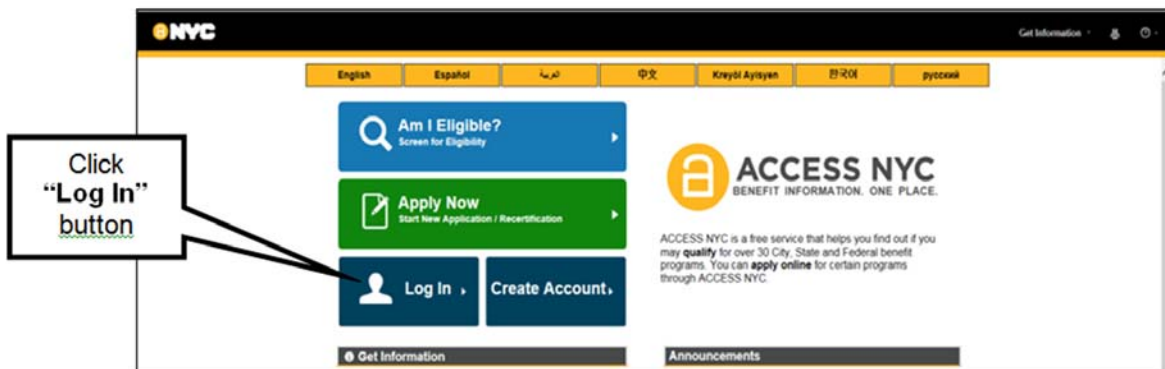 NYC
Get Information
English Español العربية 中文 Kreyòl Ayisyen 한국어 русский
Am I Eligible?
Screen for Eligibility
Apply Now
Start New Application / Recertification
Log In
Create Account
Click
“Log In”
button
ACCESS NYC
BENEFIT INFORMATION. ONE PLACE.
ACCESS NYC is a free service that helps you find out if you
may qualify for over 30 City, State and Federal benefit
programs. You can apply online for certain programs
through ACCESS NYC.
Get Information
Announcements